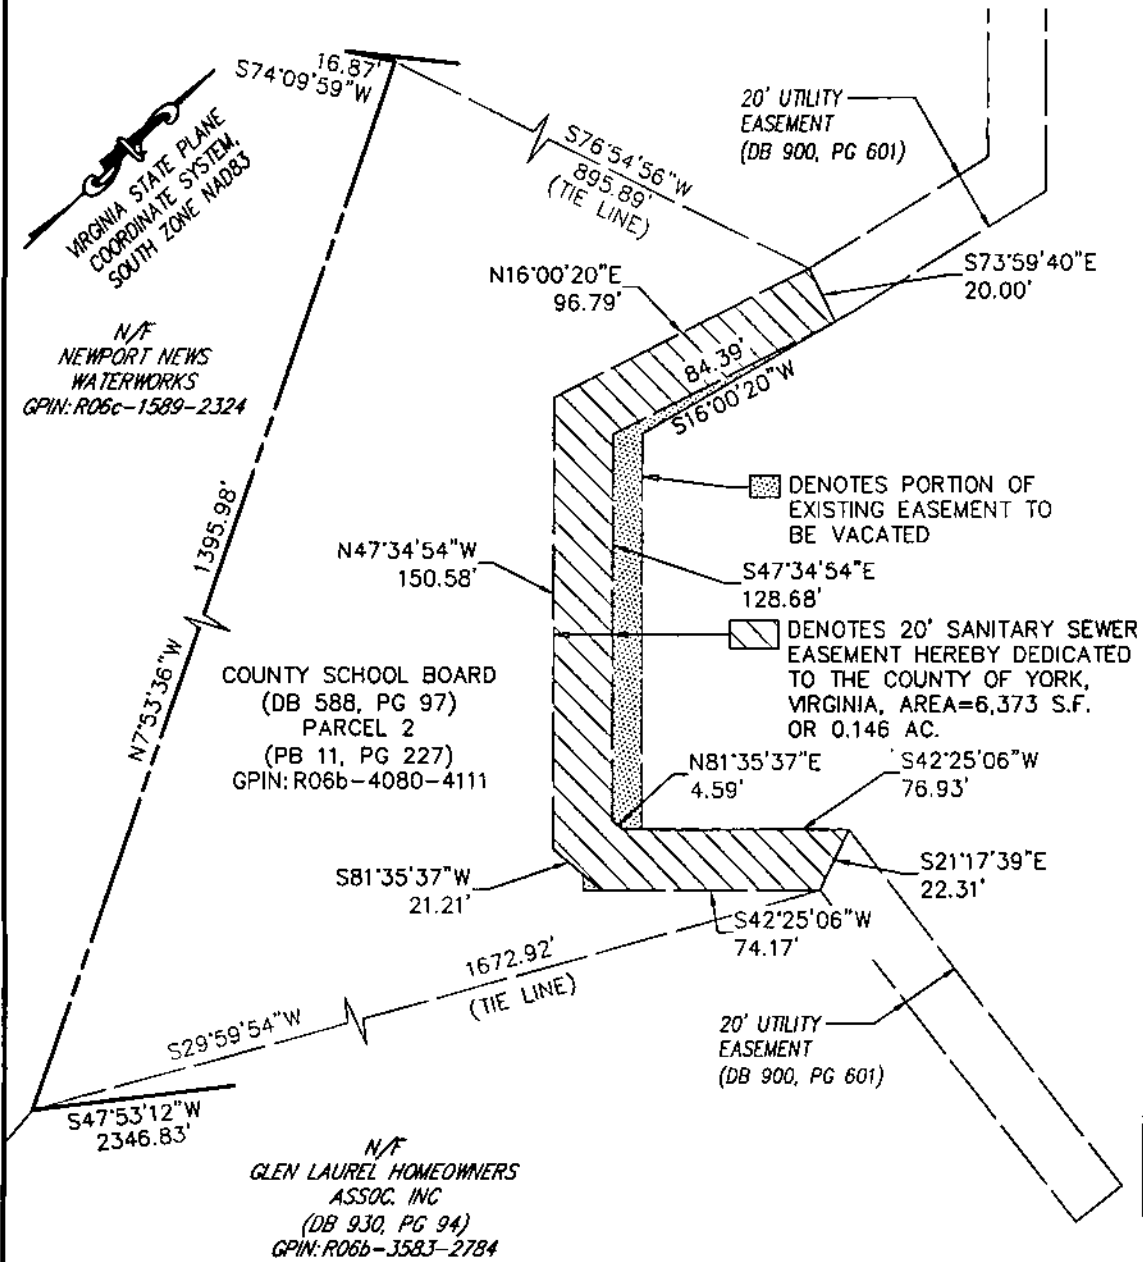 16.87'
S74°09'59"W
VIRGINIA STATE PLANE
COORDINATE SYSTEM,
SOUTH ZONE NAD83
S76°54'56"W
895.89'
(TIE LINE)
20' UTILITY
EASEMENT
(DB 900, PG 601)
N16°00'20"E
96.79'
S73°59'40"E
20.00'
N/F
NEWPORT NEWS
WATERWORKS
GPIN: R06c-1589-2324
84.39'
S16°00'20"W
DENOTES PORTION OF
EXISTING EASEMENT TO
BE VACATED
1395.98'
N7°53'36"W
N47°34'54"W
150.58'
S47°34'54"E
128.68'
DENOTES 20' SANITARY SEWER
EASEMENT HEREBY DEDICATED
TO THE COUNTY OF YORK,
VIRGINIA, AREA=6,373 S.F.
OR 0.146 AC.
COUNTY SCHOOL BOARD
(DB 588, PG 97)
PARCEL 2
(PB 11, PG 227)
GPIN: R06b-4080-4111
N81°35'37"E
4.59'
S42°25'06"W
76.93'
S81°35'37"W
21.21'
S21°17'39"E
22.31'
S42°25'06"W
74.17'
1672.92'
(TIE LINE)
S29°59'54"W
20' UTILITY
EASEMENT
(DB 900, PG 601)
S47°53'12"W
2346.83'
N/F
GLEN LAUREL HOMEOWNERS
ASSOC. INC
(DB 930, PG 94)
GPIN: R06b-3583-2784